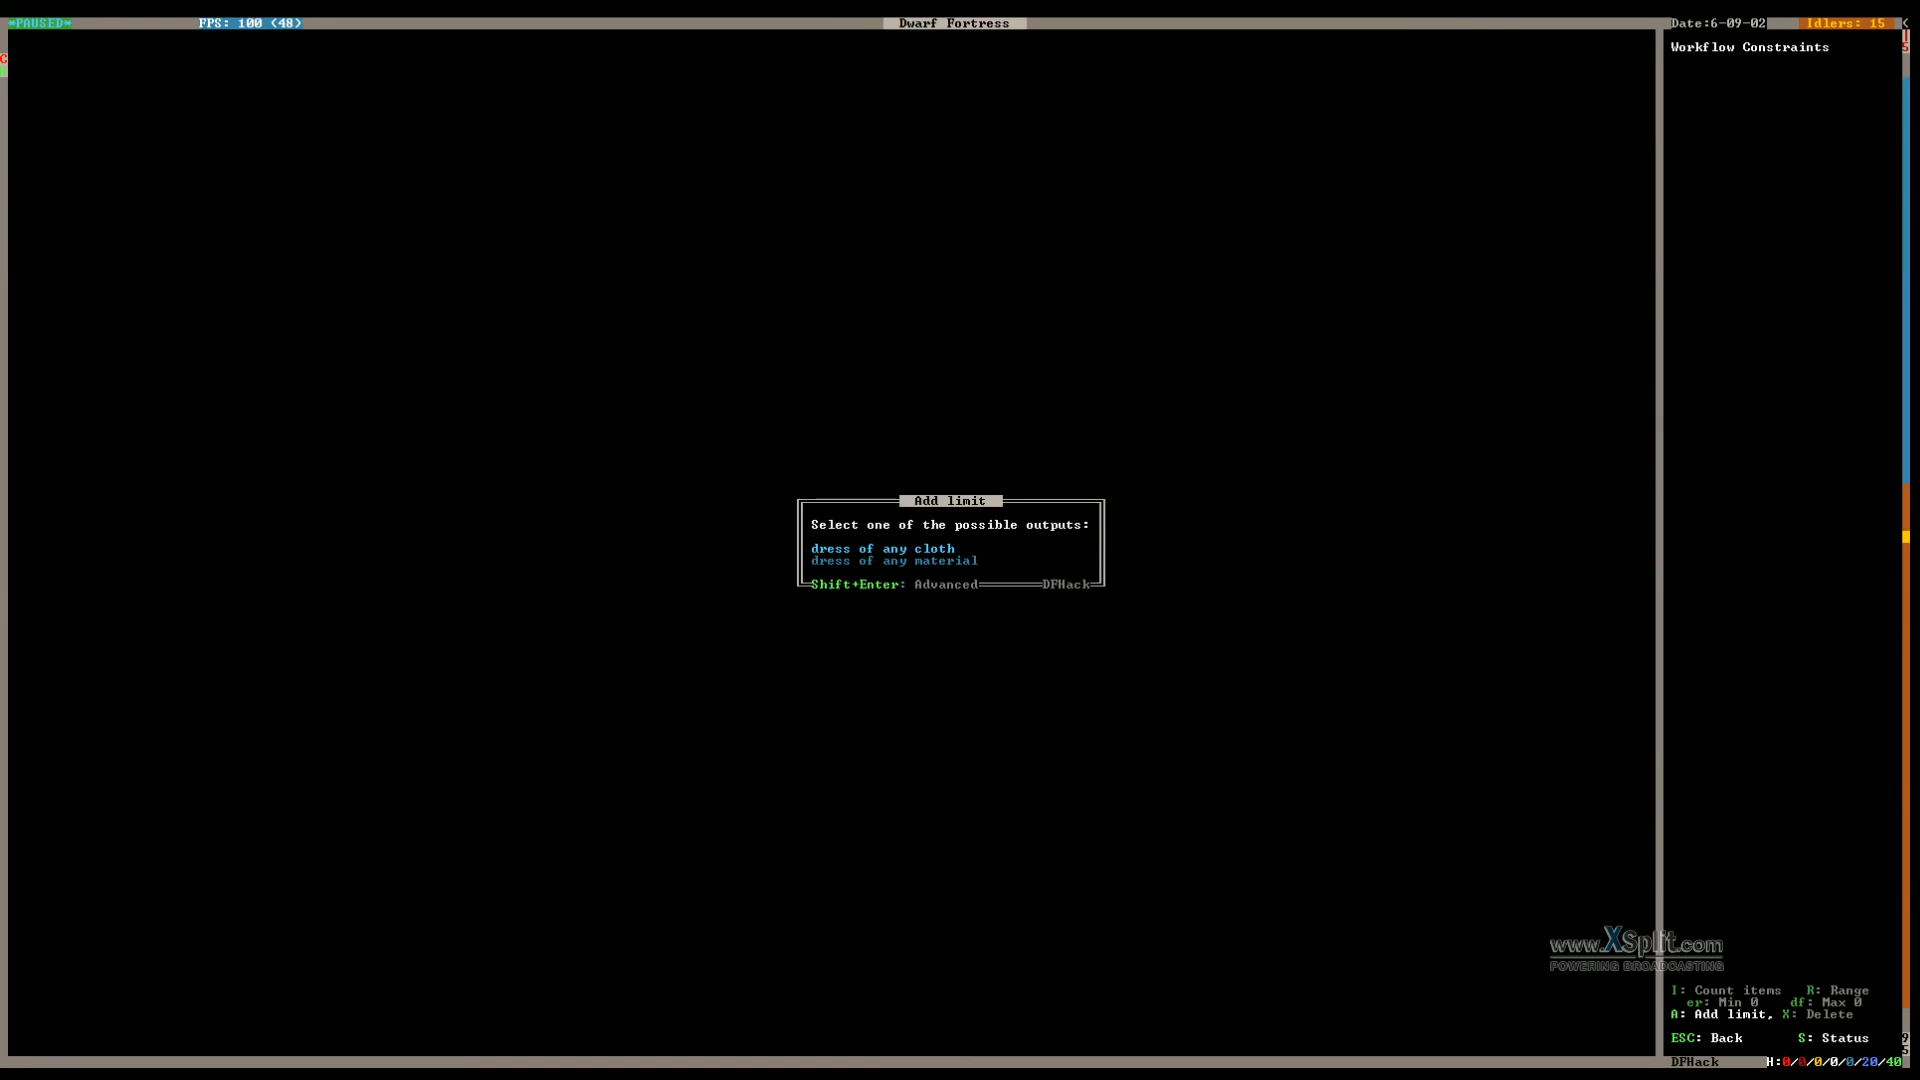 *PAUSED*
FPS: 100 (48)
Dwarf Fortress
Date:6-09-02
Idlers: 15
Workflow Constraints
Add limit
Select one of the possible outputs:
dress of any cloth
dress of any material
Shift+Enter: Advanced
DFHack
www.XSplit.com
POWERING BROADCASTING
I: Count items R: Range
er: Min 0 df: Max 0
A: Add limit, X: Delete
ESC: Back S: Status
DFHack
H:0/0/0/0/0/20/40